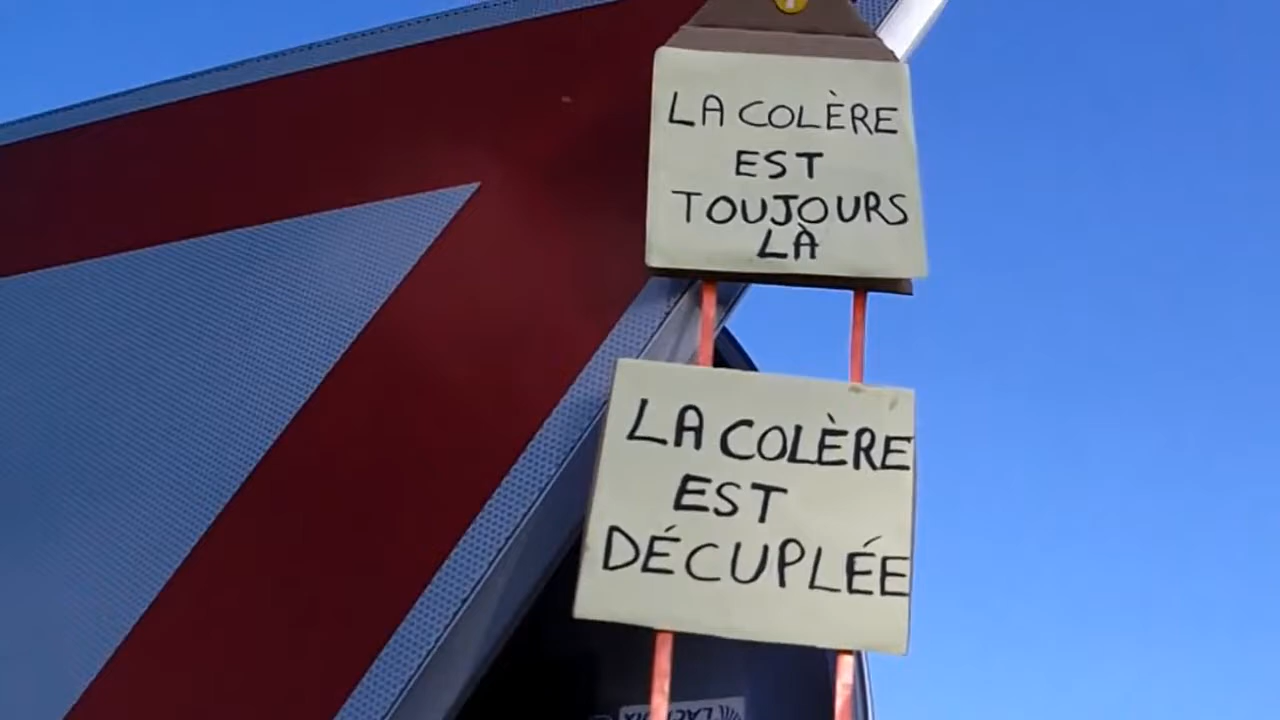 LA COLÈRE
EST
TOUJOURS
LÀ
LA COLÈRE
EST
DÉCUPLÉE